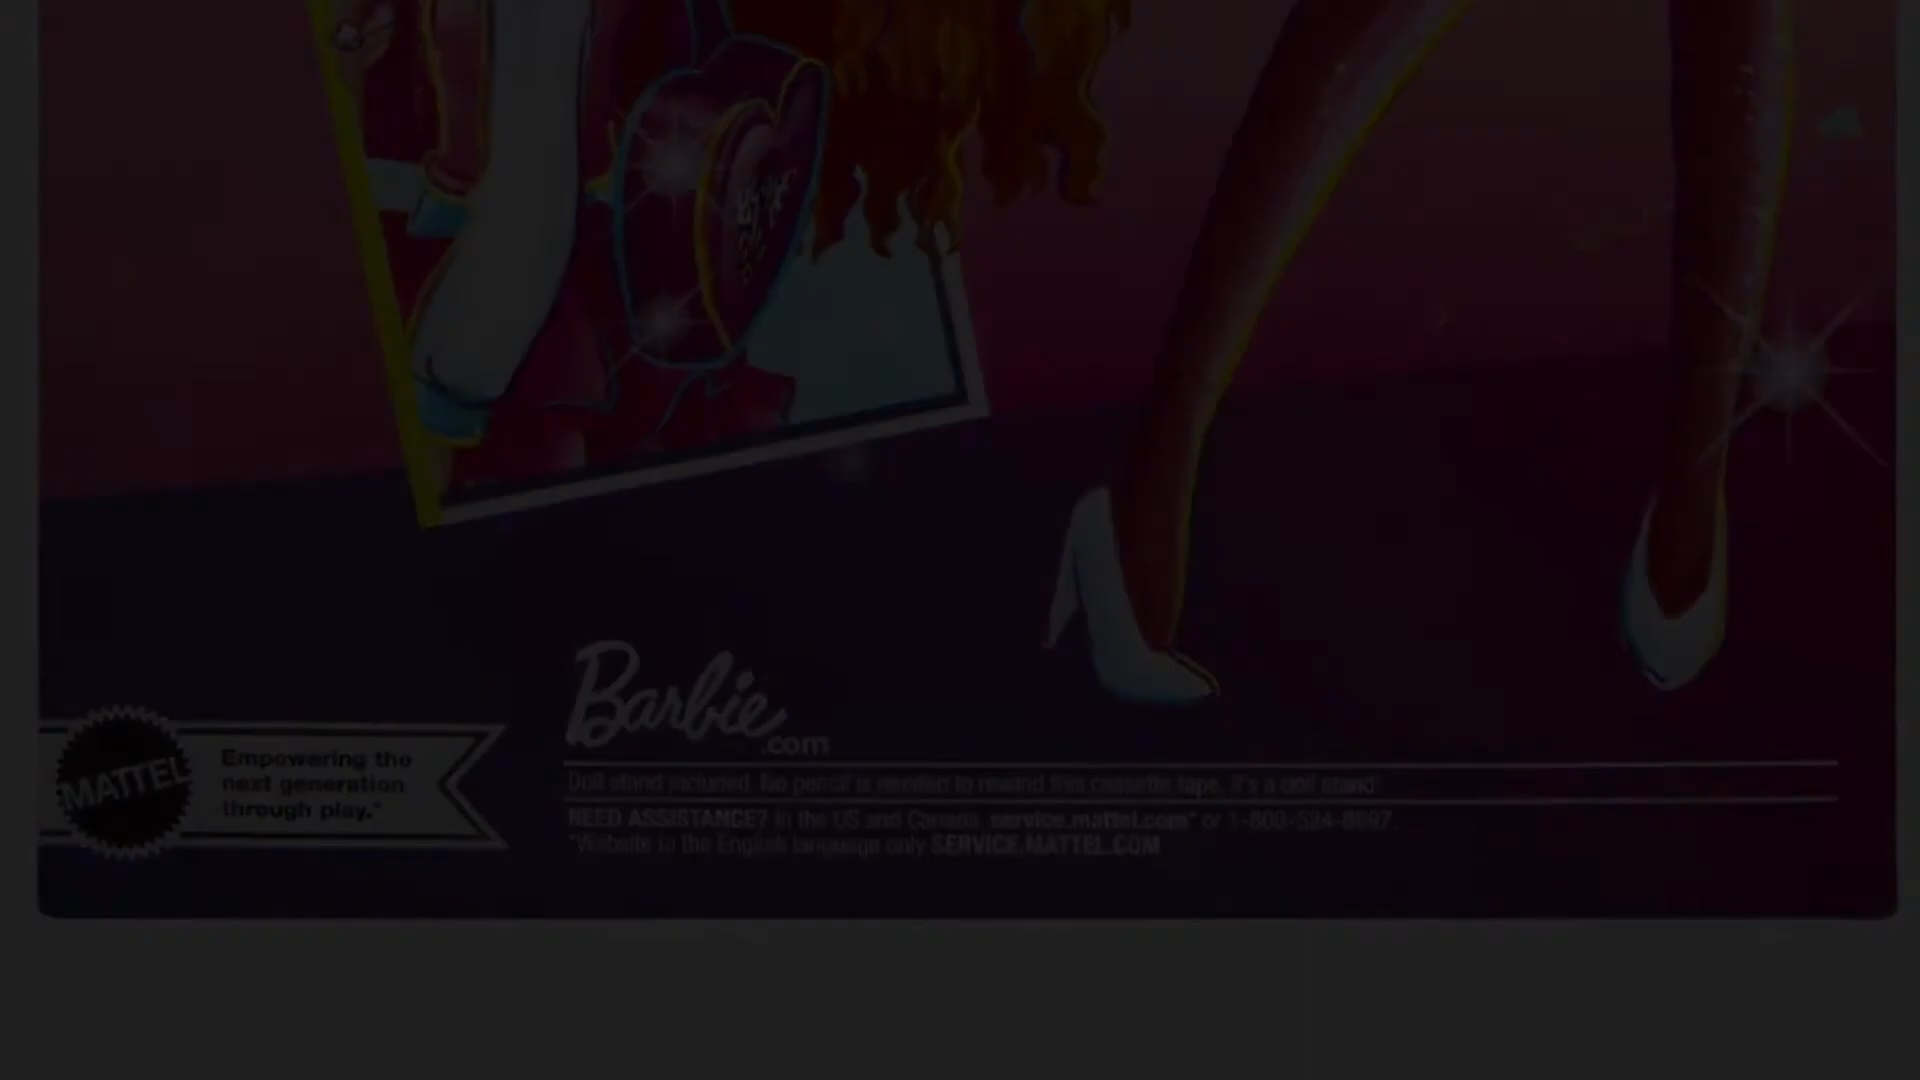 Barbie
.com
MATTEL
Empowering the
next generation
through play.*
Doll stand included. No pencil is needed to rewind this cassette tape, it's a doll stand!
NEED ASSISTANCE? In the US and Canada, service.mattel.com* or 1-800-524-8697.
*Website in the English language only SERVICE.MATTEL.COM